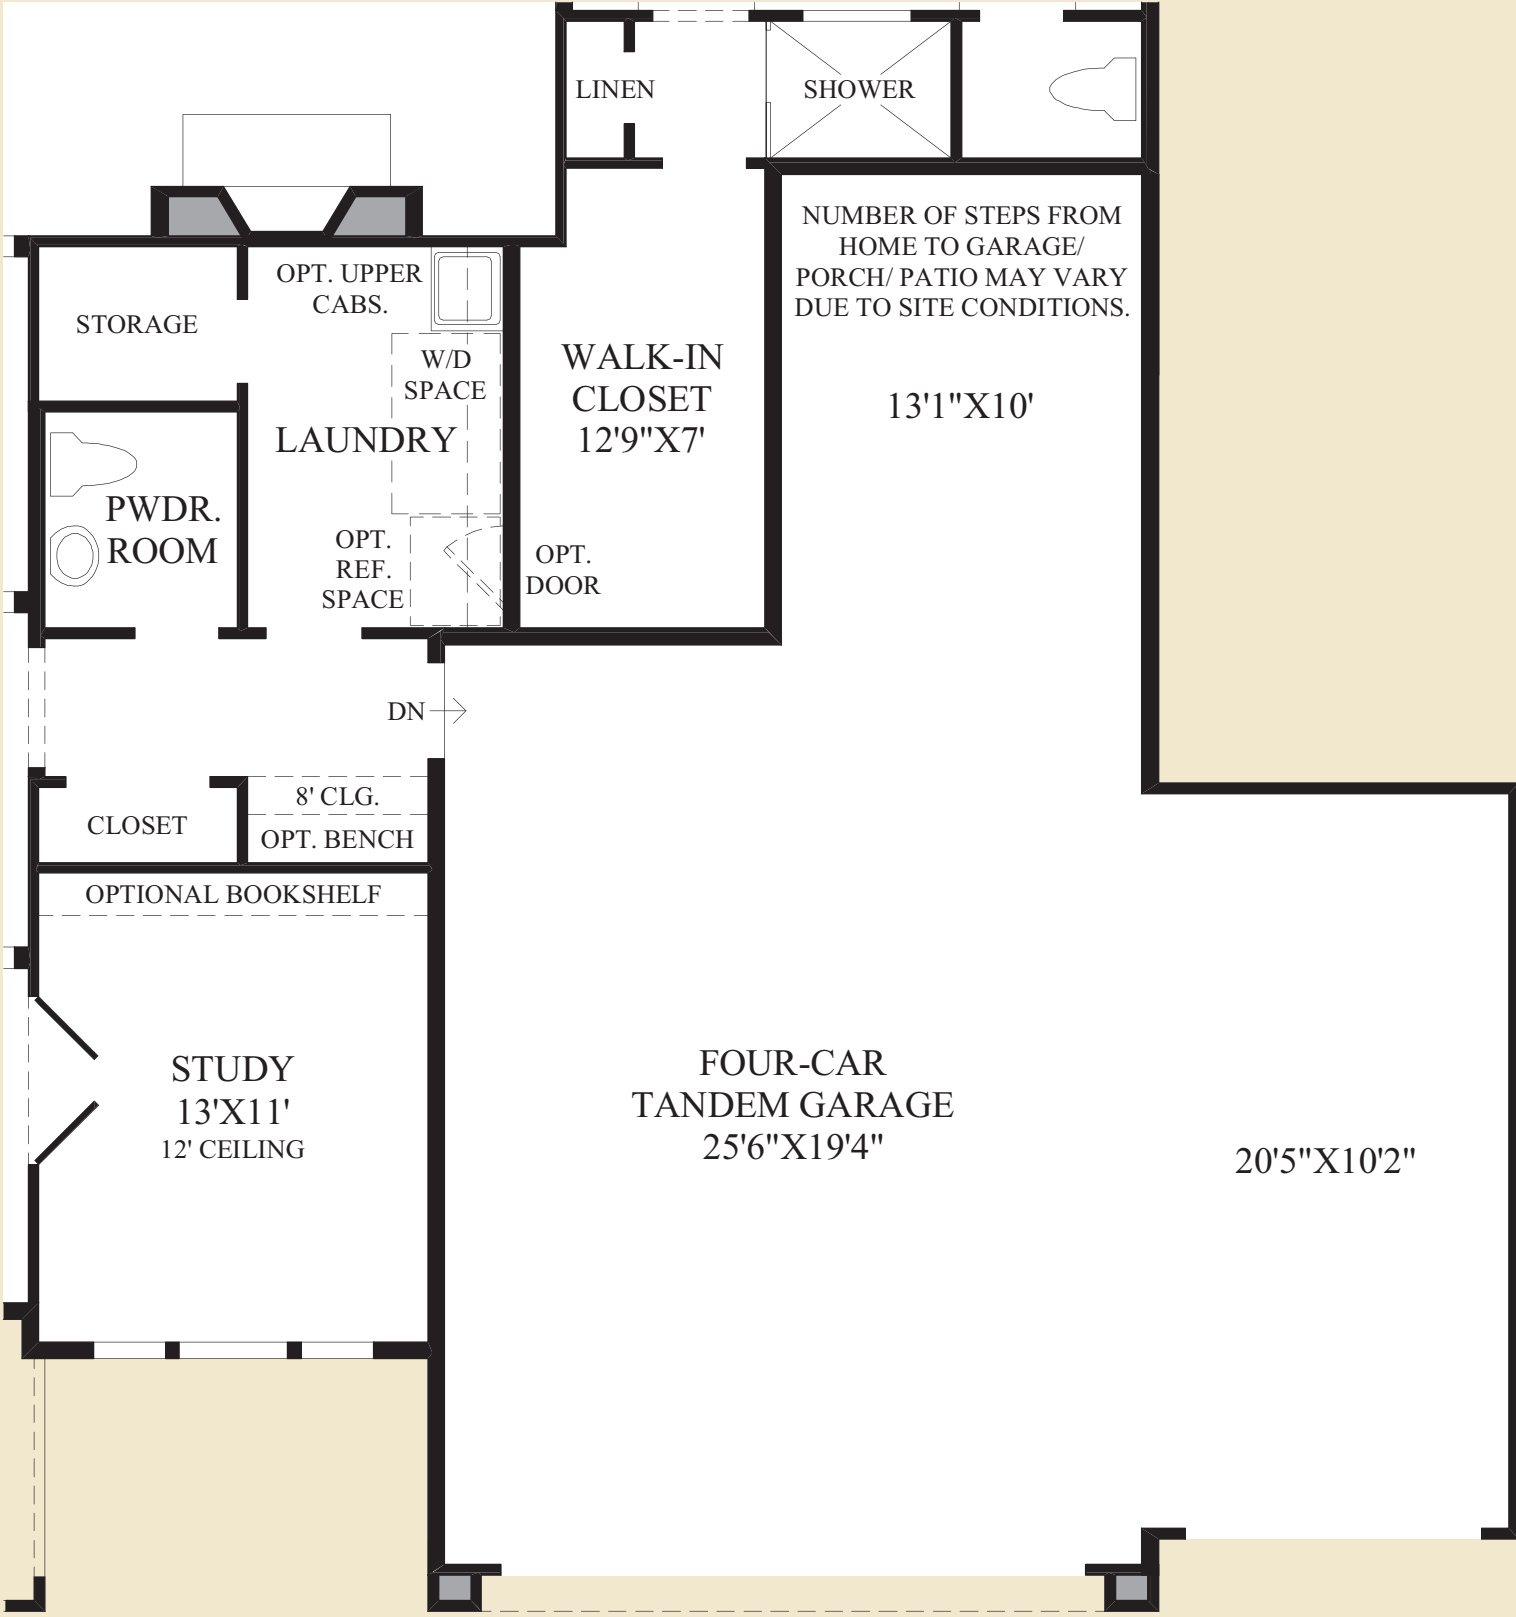 LINEN
SHOWER
NUMBER OF STEPS FROM
HOME TO GARAGE/
PORCH/ PATIO MAY VARY
DUE TO SITE CONDITIONS.
OPT. UPPER
CABS.
STORAGE
W/D
SPACE
WALK-IN
CLOSET
12'9"X7'
13'1"X10'
LAUNDRY
PWDR.
ROOM
OPT.
REF.
SPACE
OPT.
DOOR
DN
8' CLG.
CLOSET
OPT. BENCH
OPTIONAL BOOKSHELF
STUDY
13'X11'
12' CEILING
FOUR-CAR
TANDEM GARAGE
25'6"X19'4"
20'5"X10'2"